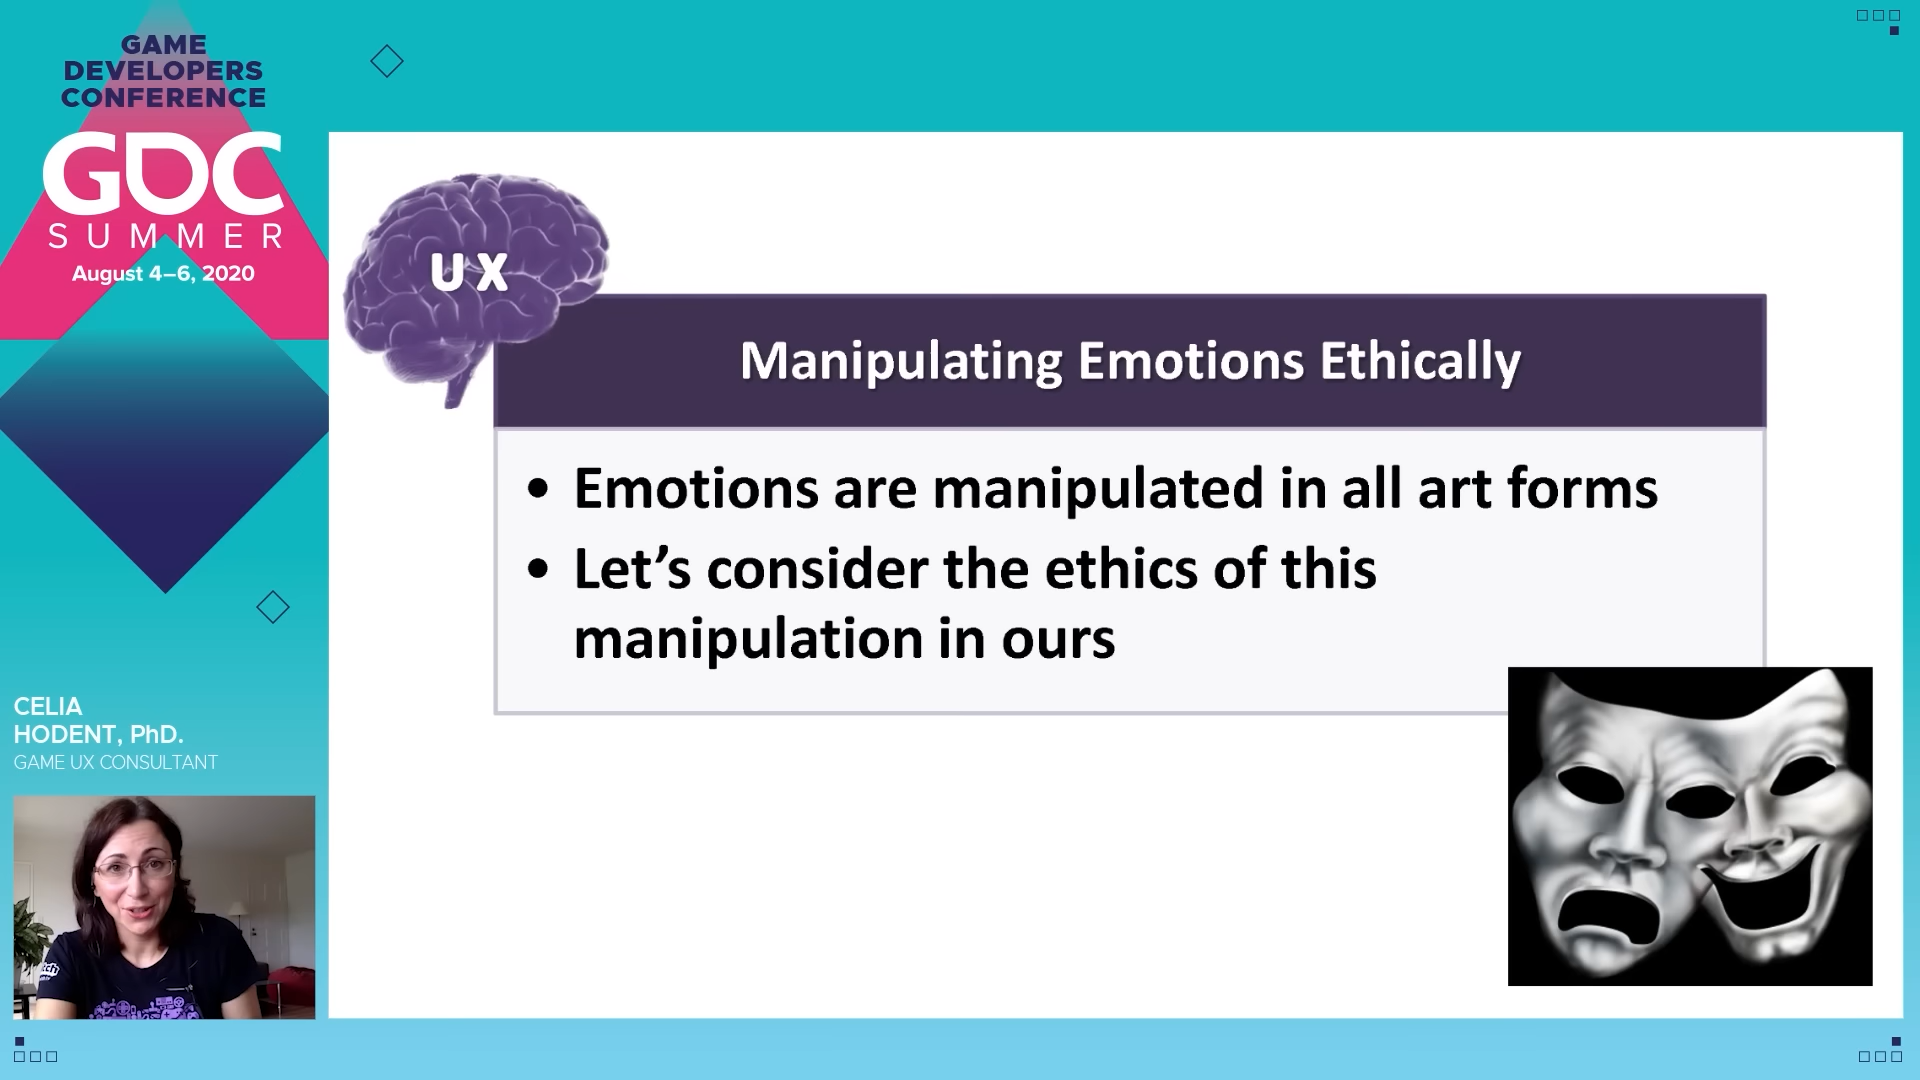 GAME
DEVELOPERS
CONFERENCE
GDC
SUMMER
August 4–6, 2020
UX
Manipulating Emotions Ethically
• Emotions are manipulated in all art forms
• Let’s consider the ethics of this
manipulation in ours
CELIA
HODENT, PhD.
GAME UX CONSULTANT